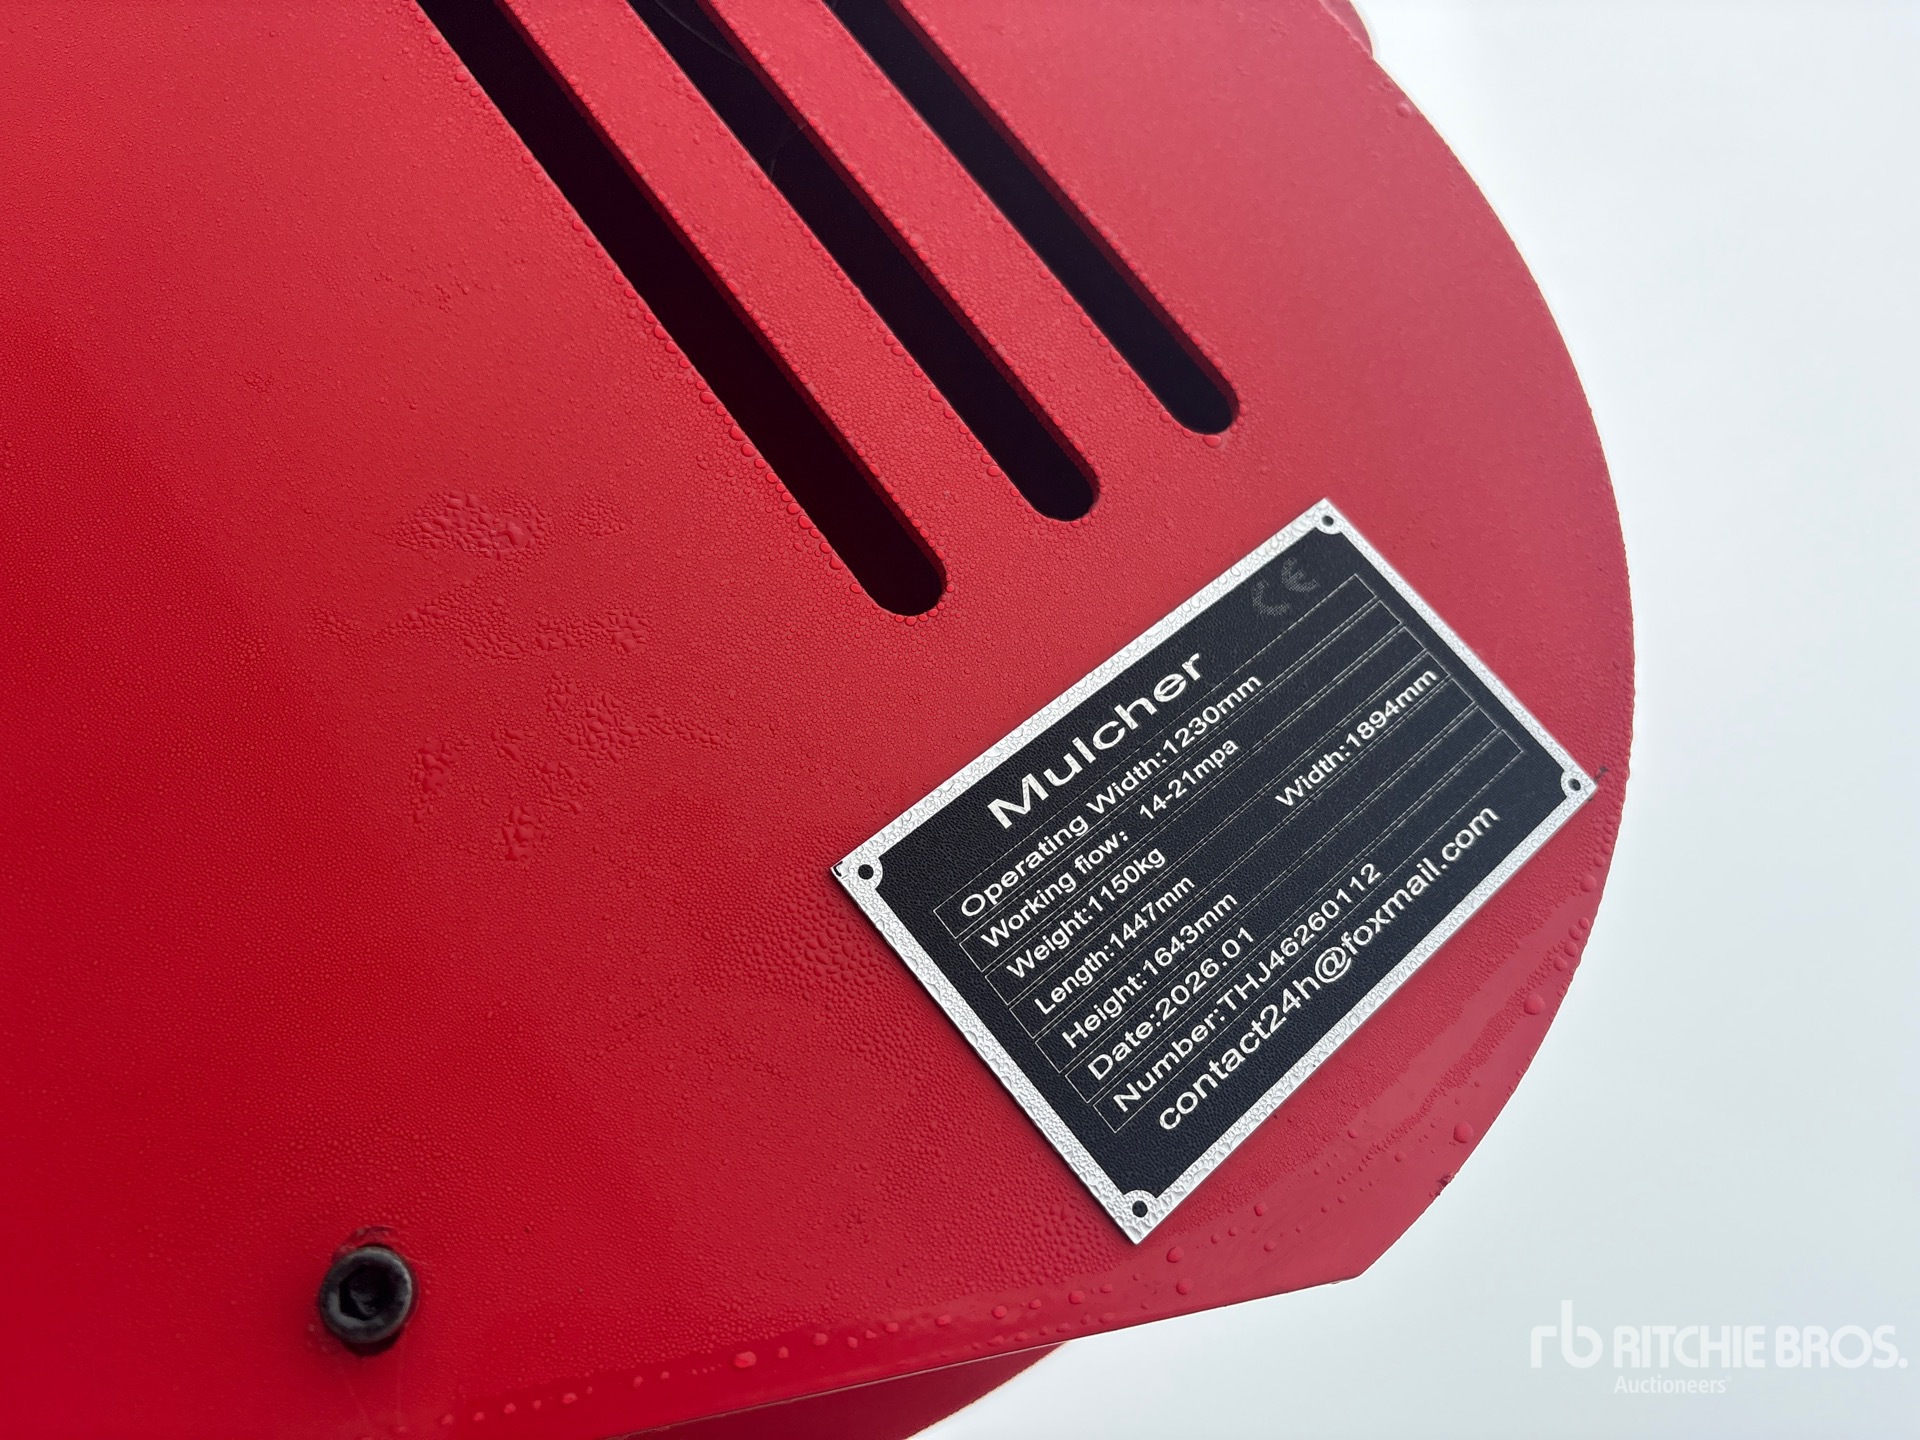 CE
Mulcher
Operating Width:1230mm
Working flow: 14-21mpa
Weight:1150kg
Length:1447mm Width:1894mm
Height:1643mm
Date:2026.01
Number:THJ46260112
contact24h@foxmail.com
rb RITCHIE BROS.
Auctioneers